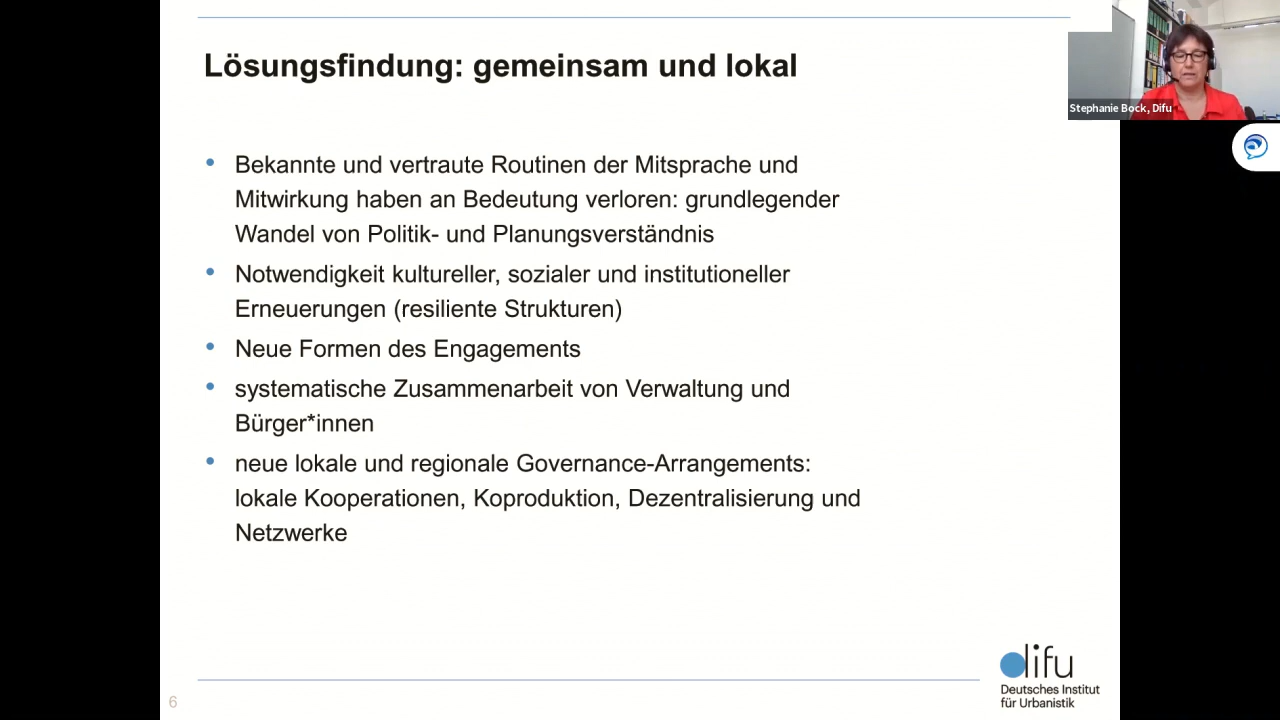 Lösungsfindung: gemeinsam und lokal
Stephanie Bock, Difu
• Bekannte und vertraute Routinen der Mitsprache und
Mitwirkung haben an Bedeutung verloren: grundlegender
Wandel von Politik- und Planungsverständnis
• Notwendigkeit kultureller, sozialer und institutioneller
Erneuerungen (resiliente Strukturen)
• Neue Formen des Engagements
• systematische Zusammenarbeit von Verwaltung und
Bürger*innen
• neue lokale und regionale Governance-Arrangements:
lokale Kooperationen, Koproduktion, Dezentralisierung und
Netzwerke
difu
Deutsches Institut
für Urbanistik
6